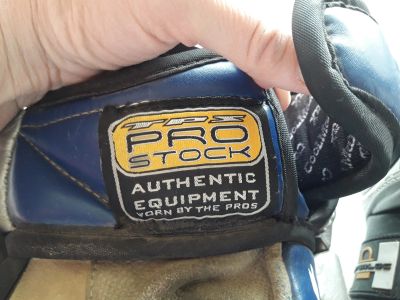 TPS
PRO
STOCK
AUTHENTIC
EQUIPMENT
WORN BY THE PROS